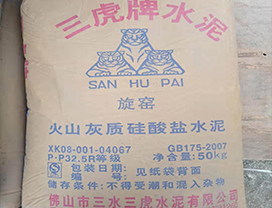 三虎牌水泥
SAN HU PAI
旋窑
火山灰质硅酸盐水泥
XK08-001-04067 GB175-2007
P·P32.5R等级 净含量:50kg
包装日期: 见纸袋背面
编号:
储存条件:不得受潮和混入杂物
佛山市三水三虎水泥有限公司